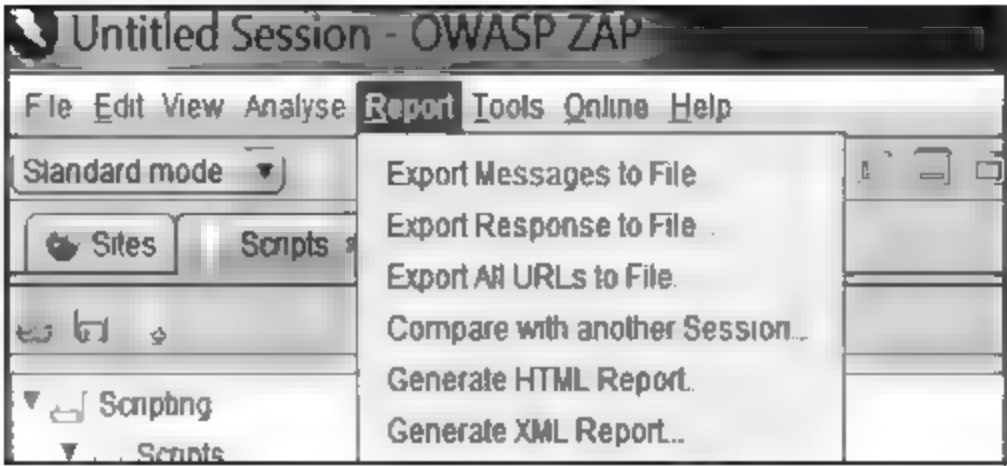 Untitled Session - OWASP ZAP
File Edit View Analyse Report Tools Online Help
Standard mode
Export Messages to File
Export Response to File
Export All URLs to File
Compare with another Session...
Generate HTML Report...
Generate XML Report...
Sites
Scripts
Scripting
Scripts